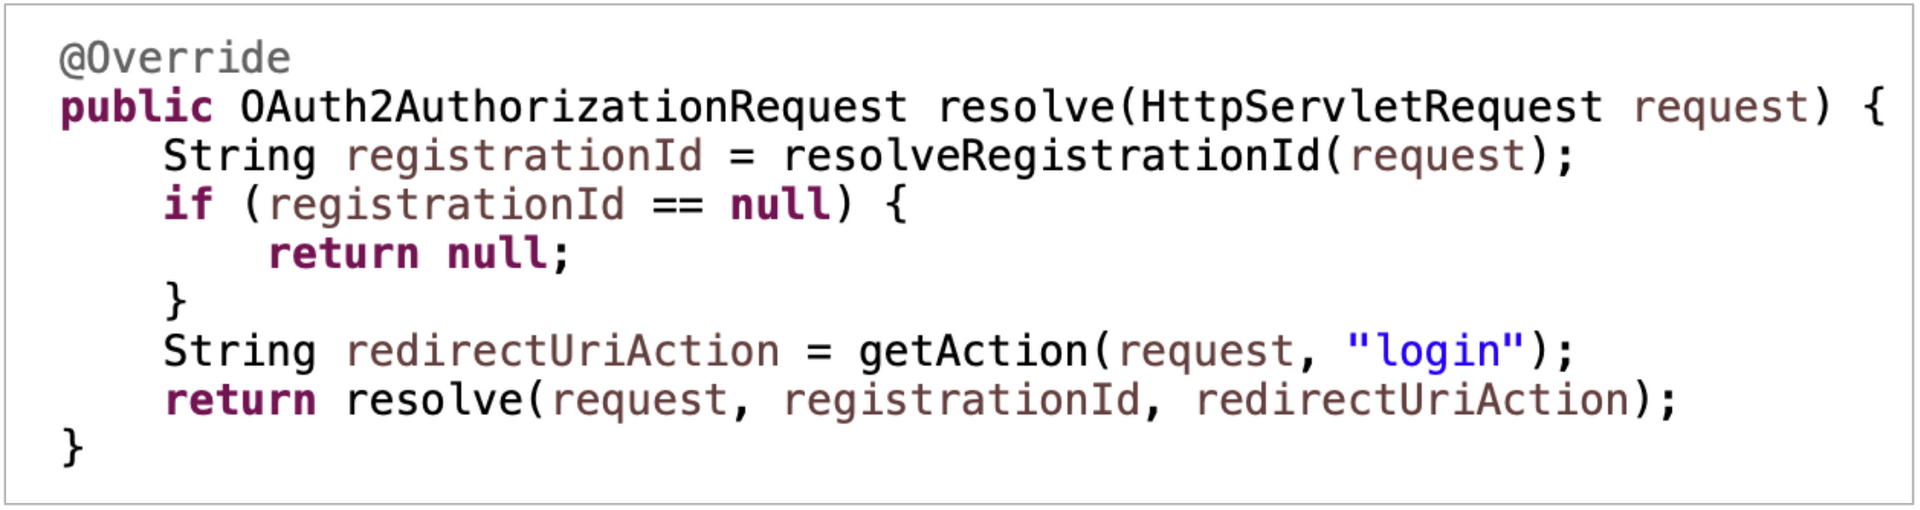 @Override
public OAuth2AuthorizationRequest resolve(HttpServletRequest request) {
    String registrationId = resolveRegistrationId(request);
    if (registrationId == null) {
        return null;
    }
    String redirectUriAction = getAction(request, "login");
    return resolve(request, registrationId, redirectUriAction);
}